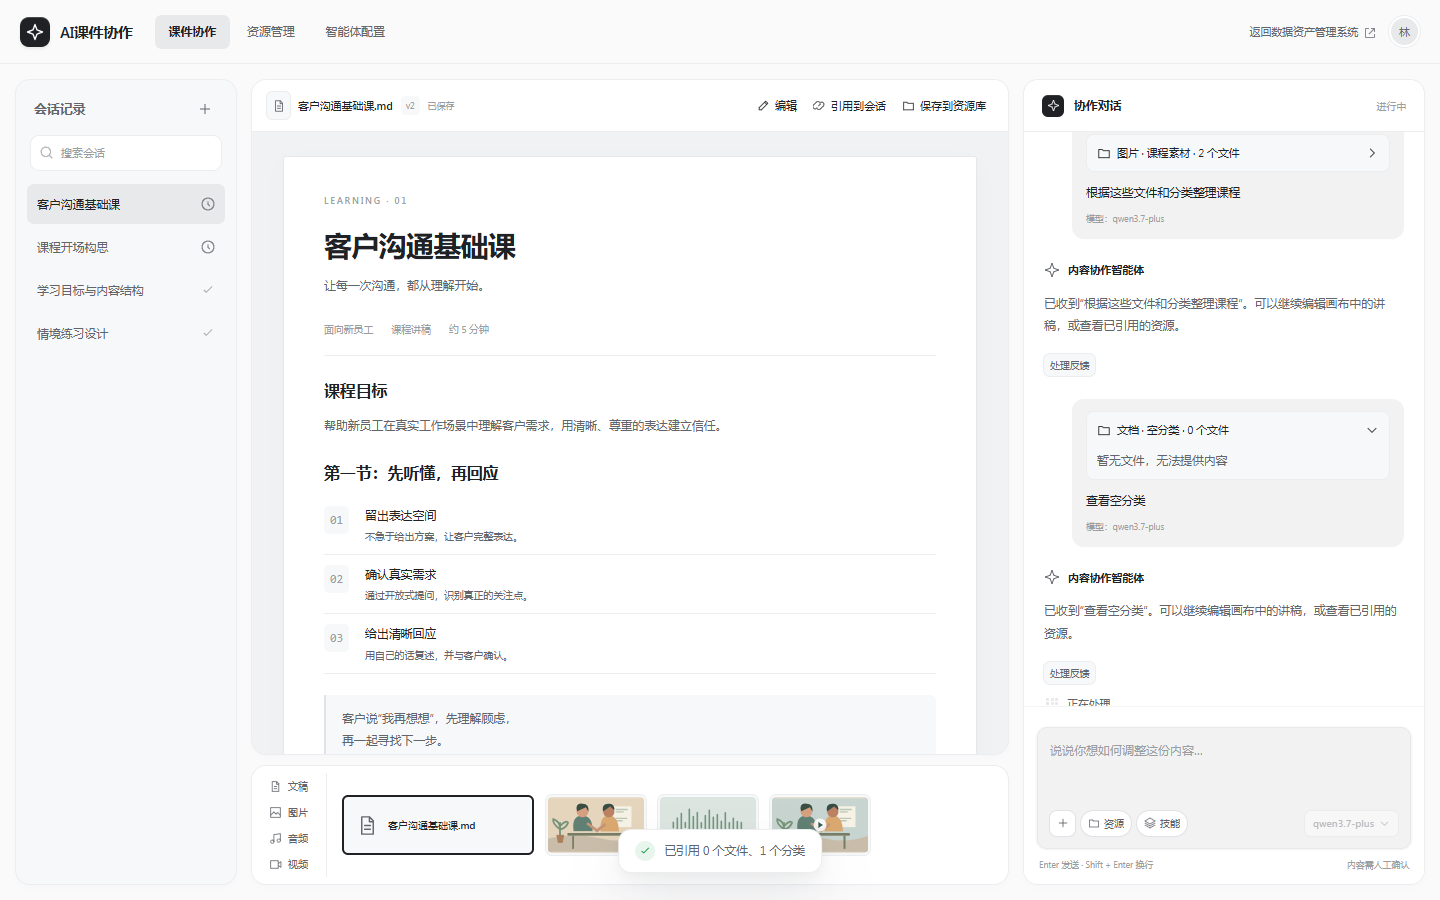 AI课件协作
课件协作
资源管理
智能体配置
返回数据资产管理系统
林
会话记录
搜索会话
客户沟通基础课
课程开场构思
学习目标与内容结构
情境练习设计
客户沟通基础课.md
v2
已保存
编辑
引用到会话
保存到资源库
LEARNING · 01
客户沟通基础课
让每一次沟通，都从理解开始。
面向新员工
课程讲稿
约 5 分钟
课程目标
帮助新员工在真实工作场景中理解客户需求，用清晰、尊重的表达建立信任。
第一节：先听懂，再回应
01
留出表达空间
不急于给出方案，让客户完整表达。
02
确认真实需求
通过开放式提问，识别真正的关注点。
03
给出清晰回应
用自己的话复述，并与客户确认。
客户说“我再想想”，先理解顾虑，
再一起寻找下一步。
文稿
图片
音频
视频
客户沟通基础课.md
已引用 0 个文件、1 个分类
协作对话
进行中
图片 · 课程素材 · 2 个文件
根据这些文件和分类整理课程
模型：qwen3.7-plus
内容协作智能体
已收到“根据这些文件和分类整理课程”。可以继续编辑画布中的讲
稿，或查看已引用的资源。
处理反馈
文档 · 空分类 · 0 个文件
暂无文件，无法提供内容
查看空分类
模型：qwen3.7-plus
内容协作智能体
已收到“查看空分类”。可以继续编辑画布中的讲稿，或查看已引用的
资源。
处理反馈
正在处理
说说你想如何调整这份内容...
资源
技能
qwen3.7-plus
Enter 发送 · Shift + Enter 换行
内容需人工确认